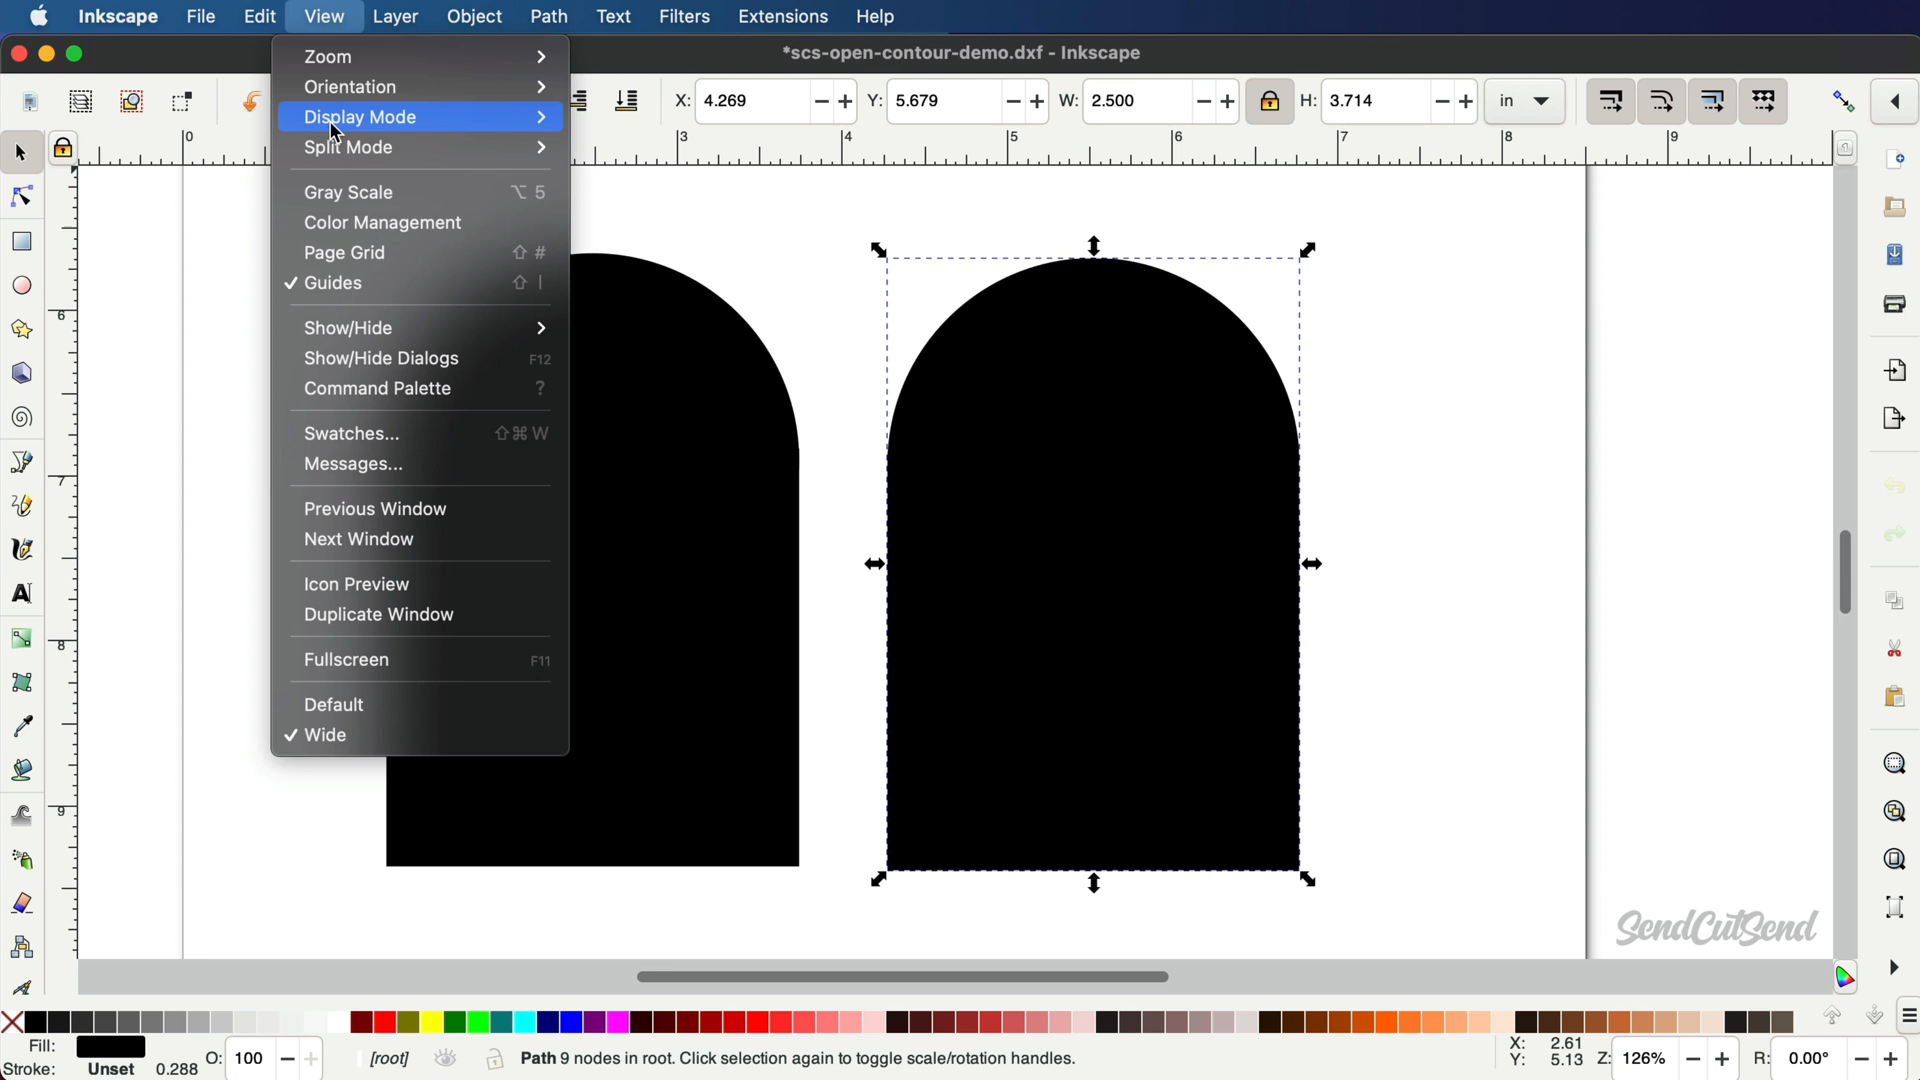 Inkscape File Edit View Layer Object Path Text Filters Extensions Help
*scs-open-contour-demo.dxf - Inkscape
X: 4.269 Y: 5.679 W: 2.500 H: 3.714 in
0 3 4 5 6 7 8 9
Zoom
Orientation
Display Mode
Split Mode
Gray Scale ⌥ 5
Color Management
Page Grid ⇧ #
Guides ⇧ |
Show/Hide
Show/Hide Dialogs F12
Command Palette ?
Swatches... ⇧⌘ W
Messages...
Previous Window
Next Window
Icon Preview
Duplicate Window
Fullscreen F11
Default
Wide
6
7
8
9
SendCutSend
Fill:
Stroke: Unset 0.288 O: 100 [root] Path 9 nodes in root. Click selection again to toggle scale/rotation handles.
X: 2.61
Y: 5.13 Z: 126% R: 0.00°